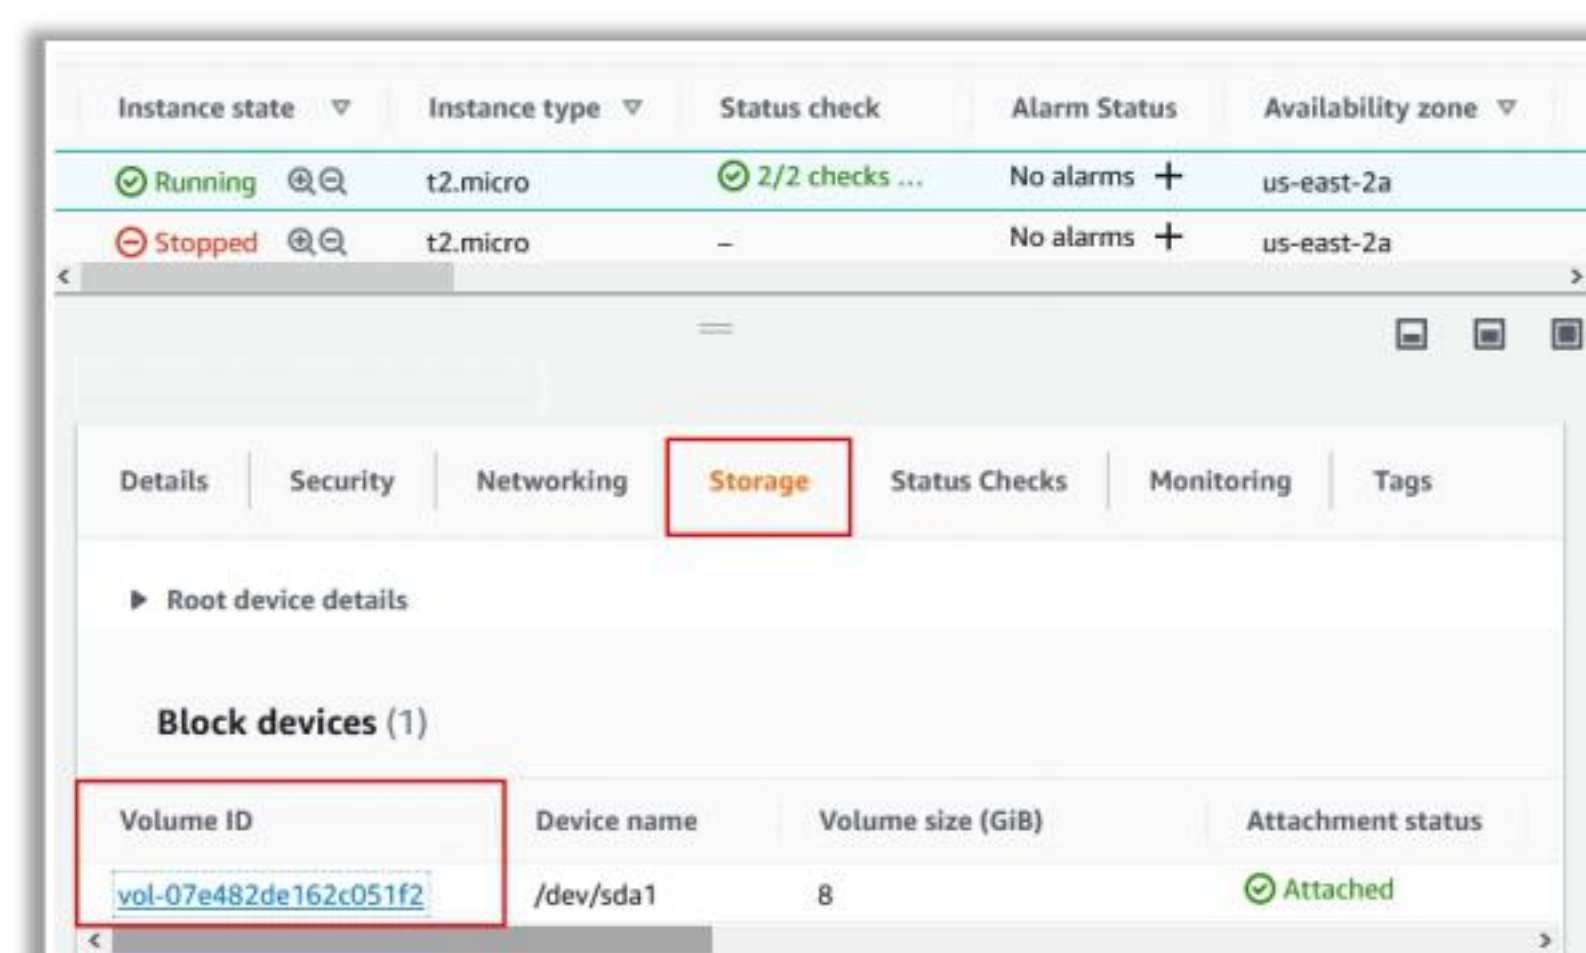 Instance state Instance type Status check Alarm Status Availability zone
Running t2.micro 2/2 checks ... No alarms + us-east-2a
Stopped t2.micro – No alarms + us-east-2a
Details Security Networking Storage Status Checks Monitoring Tags
Root device details
Block devices (1)
Volume ID Device name Volume size (GiB) Attachment status
vol-07e482de162c051f2 /dev/sda1 8 Attached